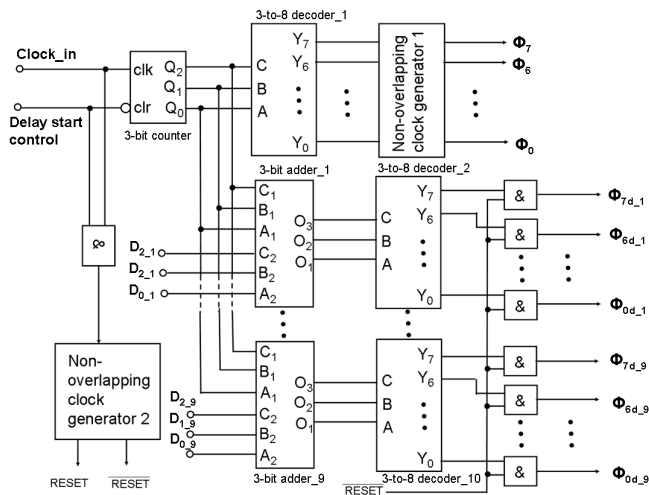 3-to-8 decoder_1
Clock_in
clk
Q2
Q1
Q0
clr
Delay start
control
3-bit counter
C
B
A
Y7
Y6
Y0
Non-overlapping
clock generator 1
Φ7
Φ6
Φ0
3-bit adder_1
3-to-8 decoder_2
C1
B1
A1
C2
B2
A2
D2_1
D2_1
D0_1
O3
O2
O1
C
B
A
Y7
Y6
Y0
&
&
&
Φ7d_1
Φ6d_1
Φ0d_1
&
Non-
overlapping
clock
generator 2
RESET
RESET
C1
B1
A1
C2
B2
A2
D2_9
D1_9
D0_9
O3
O2
O1
C
B
A
Y7
Y6
Y0
&
&
&
Φ7d_9
Φ6d_9
Φ0d_9
3-bit adder_9
RESET
3-to-8 decoder_10